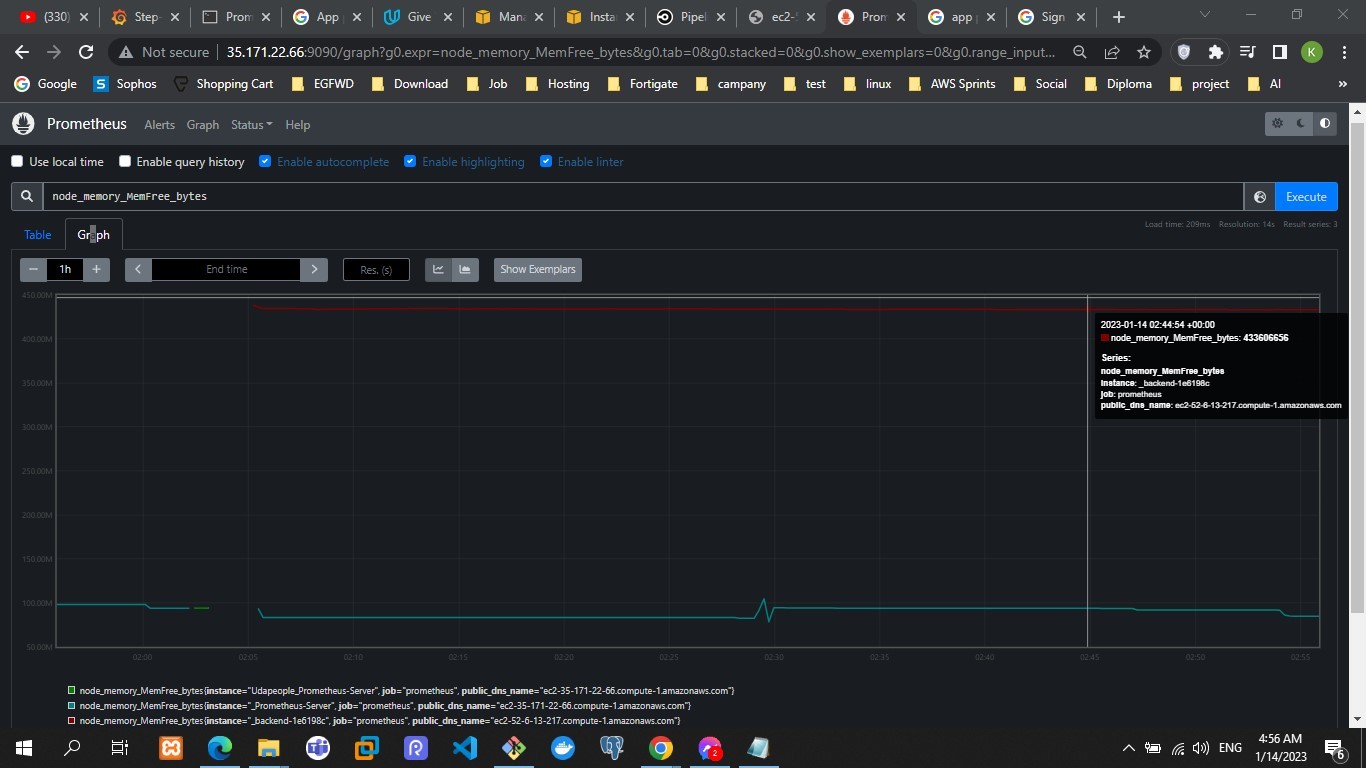 (330) Step- Prom App Give Mana Insta Pipel ec2-5 Prom app Sign
Not secure 35.171.22.66:9090/graph?g0.expr=node_memory_MemFree_bytes&g0.tab=0&g0.stacked=0&g0.show_exemplars=0&g0.range_input... K
Google S Sophos Shopping Cart EGFWD Download Job Hosting Fortigate campany test linux AWS Sprints Social Diploma project AI »
Prometheus Alerts Graph Status Help
Use local time Enable query history Enable autocomplete Enable highlighting Enable linter
node_memory_MemFree_bytes Execute
Load time: 209ms Resolution: 14s Result series: 3
Table Graph
− 1h + End time Res. (s) Show Exemplars
450.00M
400.00M
350.00M
300.00M
250.00M
200.00M
150.00M
100.00M
50.00M
2023-01-14 02:44:54 +00:00
node_memory_MemFree_bytes: 433606656
Series:
node_memory_MemFree_bytes
instance: _backend-1e6198c
job: prometheus
public_dns_name: ec2-52-6-13-217.compute-1.amazonaws.com
02:00 02:05 02:10 02:15 02:20 02:25 02:30 02:35 02:40 02:45 02:50 02:55
node_memory_MemFree_bytes{instance="Udapeople_Prometheus-Server", job="prometheus", public_dns_name="ec2-35-171-22-66.compute-1.amazonaws.com"}
node_memory_MemFree_bytes{instance="_Prometheus-Server", job="prometheus", public_dns_name="ec2-35-171-22-66.compute-1.amazonaws.com"}
node_memory_MemFree_bytes{instance="_backend-1e6198c", job="prometheus", public_dns_name="ec2-52-6-13-217.compute-1.amazonaws.com"}
2 ENG 4:56 AM
1/14/2023 6